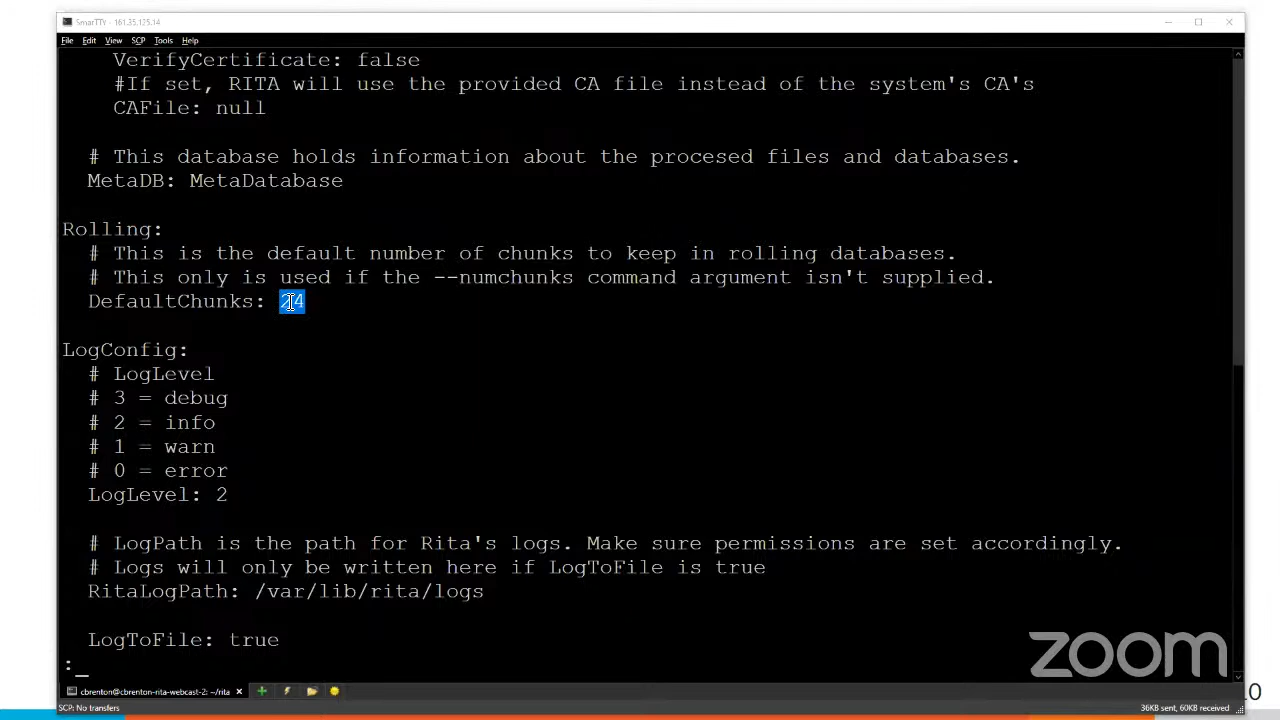 SmarTTY - 161.35.125.14
File Edit View SCP Tools Help
VerifyCertificate: false
#If set, RITA will use the provided CA file instead of the system's CA's
CAFile: null
# This database holds information about the procesed files and databases.
MetaDB: MetaDatabase
Rolling:
# This is the default number of chunks to keep in rolling databases.
# This only is used if the --numchunks command argument isn't supplied.
DefaultChunks: 24
LogConfig:
# LogLevel
# 3 = debug
# 2 = info
# 1 = warn
# 0 = error
LogLevel: 2
# LogPath is the path for Rita's logs. Make sure permissions are set accordingly.
# Logs will only be written here if LogToFile is true
RitaLogPath: /var/lib/rita/logs
LogToFile: true
:
zoom
cbrenton@cbrenton-rita-webcast-2: ~/rita
SCP: No transfers
36KB sent, 60KB received